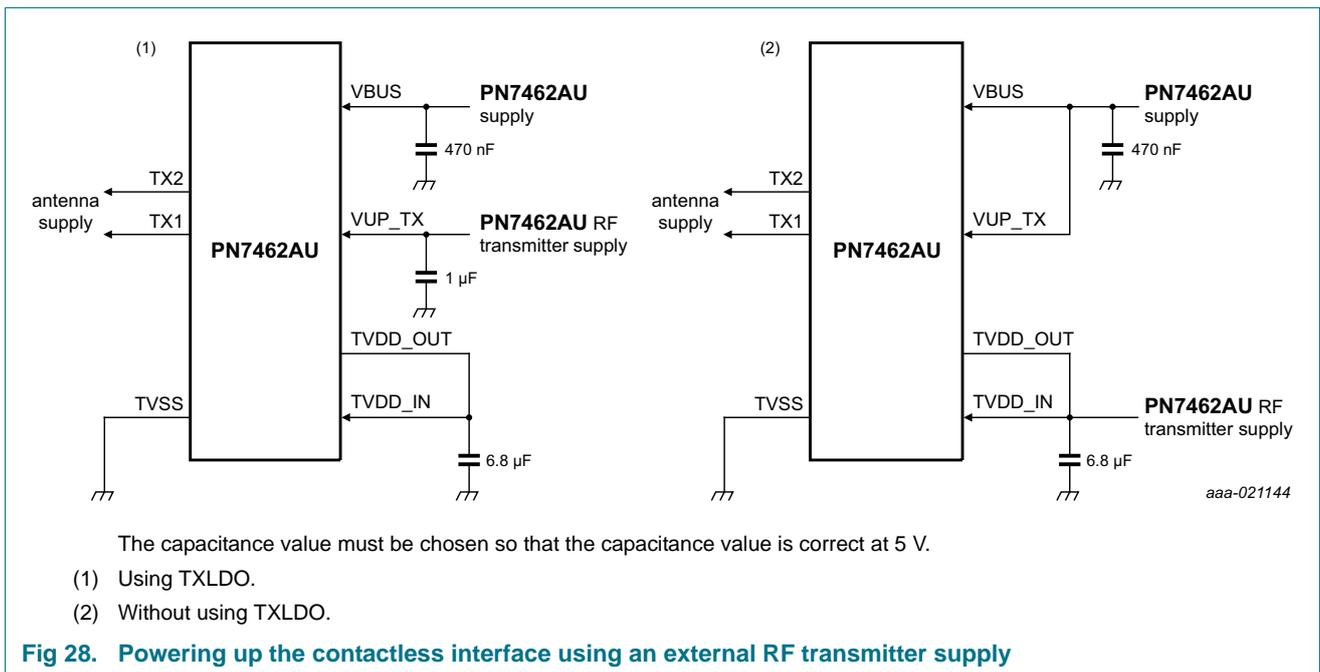 (1)
VBUS
PN7462AU
supply
470 nF
TX2
antenna
supply
TX1
VUP_TX
PN7462AU RF
transmitter supply
PN7462AU
1 µF
TVDD_OUT
TVSS
TVDD_IN
6.8 µF
(2)
VBUS
PN7462AU
supply
470 nF
TX2
antenna
supply
TX1
VUP_TX
PN7462AU
TVDD_OUT
TVSS
TVDD_IN
PN7462AU RF
transmitter supply
6.8 µF
aaa-021144
The capacitance value must be chosen so that the capacitance value is correct at 5 V.
(1) Using TXLDO.
(2) Without using TXLDO.
Fig 28. Powering up the contactless interface using an external RF transmitter supply